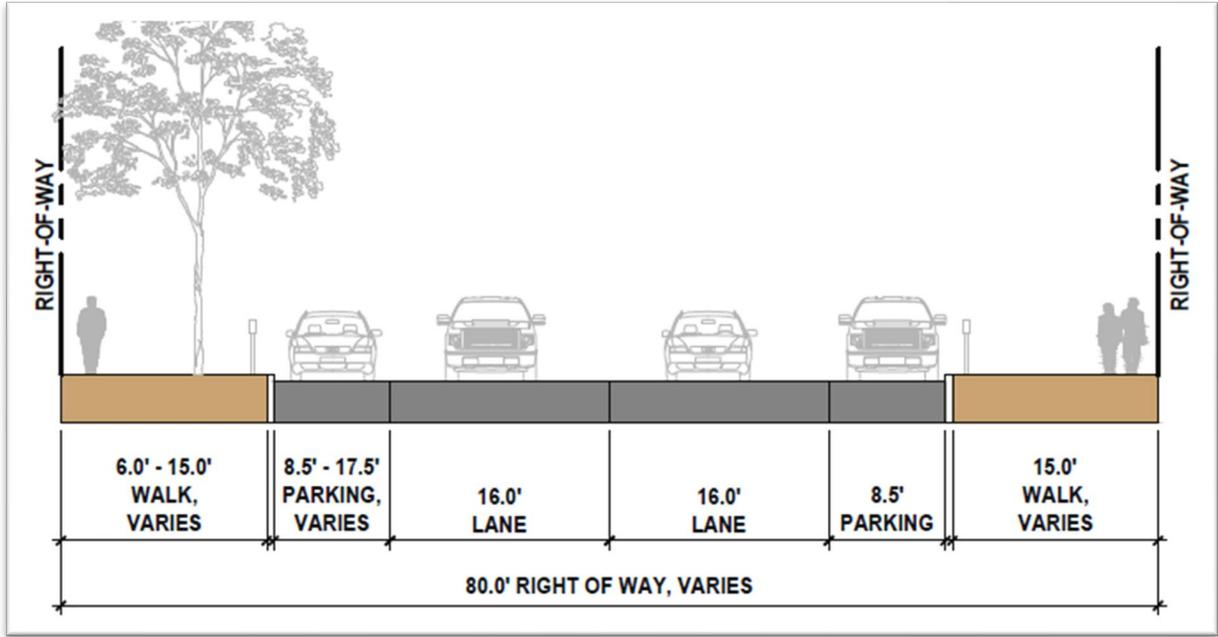 RIGHT-OF-WAY
RIGHT-OF-WAY
6.0' - 15.0'
WALK,
VARIES
8.5' - 17.5'
PARKING,
VARIES
16.0'
LANE
16.0'
LANE
8.5'
PARKING
15.0'
WALK,
VARIES
80.0' RIGHT OF WAY, VARIES